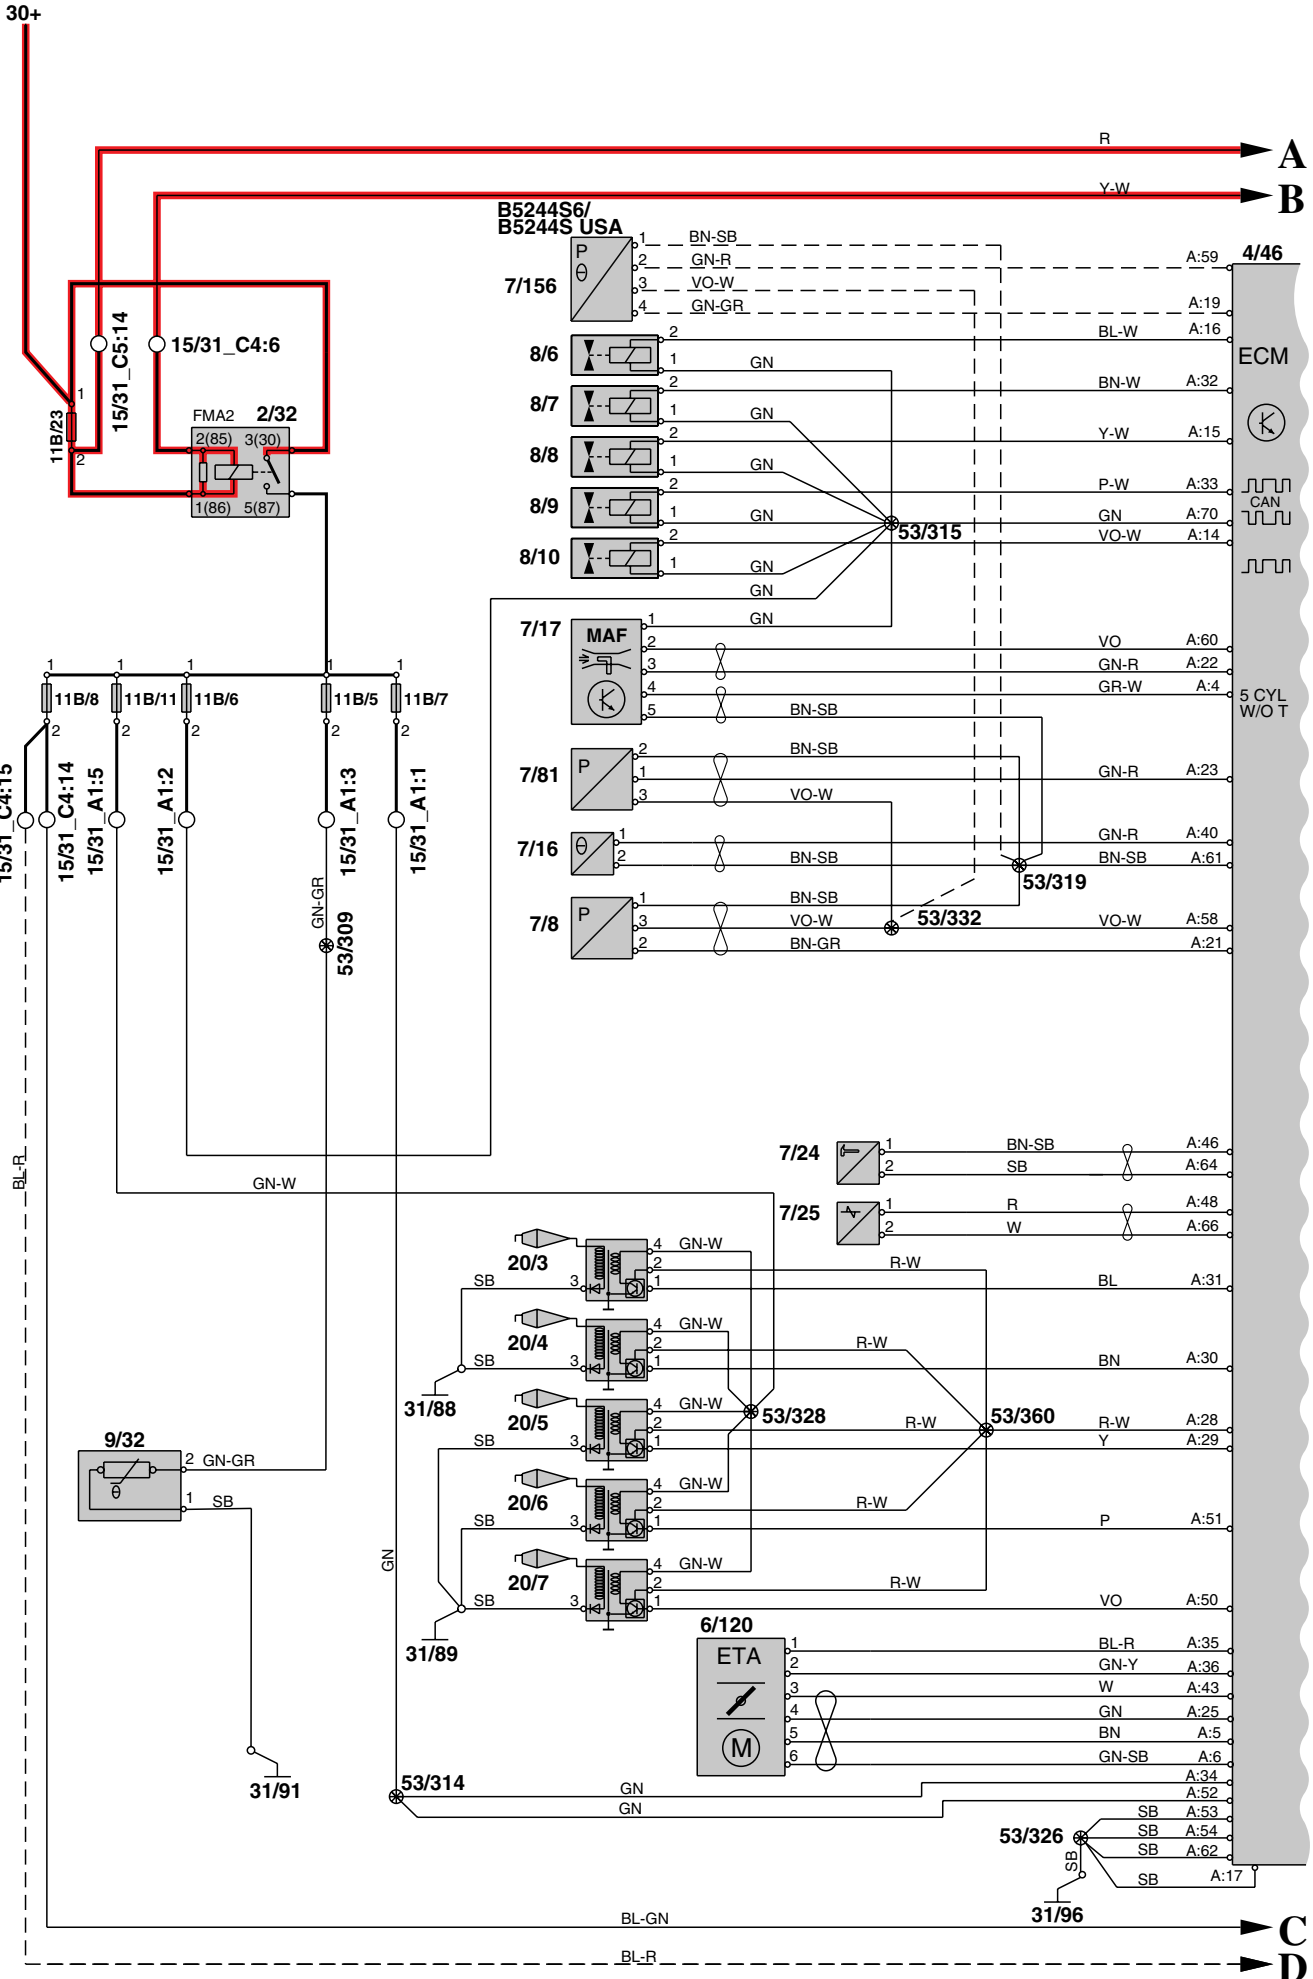 30+
R
A
Y-W
B
B5244S6/
B5244S USA
P
θ
7/156
1 BN-SB
2 GN-R A:59
3 VO-W
4 GN-GR A:19
4/46
ECM
CAN
5 CYL
W/O T
15/31_C5:14
15/31_C4:6
1
11B/23
2
FMA2 2/32
2(85) 3(30)
1(86) 5(87)
8/6
2 BL-W A:16
1 GN
8/7
2 BN-W A:32
1 GN
8/8
2 Y-W A:15
1 GN
8/9
2 P-W A:33
1 GN GN A:70
53/315
8/10
2 VO-W A:14
1 GN
GN
7/17
MAF
1 GN
2 VO A:60
3 GN-R A:22
4 GR-W A:4
5 BN-SB
1 1 1 1 1
11B/8 11B/11 11B/6 11B/5 11B/7
2 2 2 2 2
15/31_C4:15
15/31_C4:14
15/31_A1:5
15/31_A1:2
15/31_A1:3
15/31_A1:1
7/81
P
2 BN-SB
1 GN-R A:23
3 VO-W
7/16
θ
1 GN-R A:40
2 BN-SB BN-SB A:61
53/319
7/8
P
1 BN-SB
3 VO-W VO-W A:58
53/332
2 BN-GR A:21
GN-GR
53/309
7/24
1 BN-SB A:46
2 SB A:64
7/25
1 R A:48
2 W A:66
BL-R
GN-W
20/3
4 GN-W
2 R-W
SB 3 1 BL A:31
20/4
4 GN-W
2 R-W
SB 3 1 BN A:30
31/88
20/5
4 GN-W 53/328
2 R-W 53/360 R-W A:28
SB 3 1 Y A:29
20/6
4 GN-W
2 R-W
SB 3 1 P A:51
20/7
4 GN-W
2 R-W
SB 3 1 VO A:50
31/89
9/32
θ
2 GN-GR
1 SB
31/91
GN
6/120
ETA
M
1 BL-R A:35
2 GN-Y A:36
3 W A:43
4 GN A:25
5 BN A:5
6 GN-SB A:6
53/314
GN A:34
GN A:52
53/326
SB A:53
SB A:54
SB A:62
SB A:17
SB
31/96
BL-GN C
BL-R D